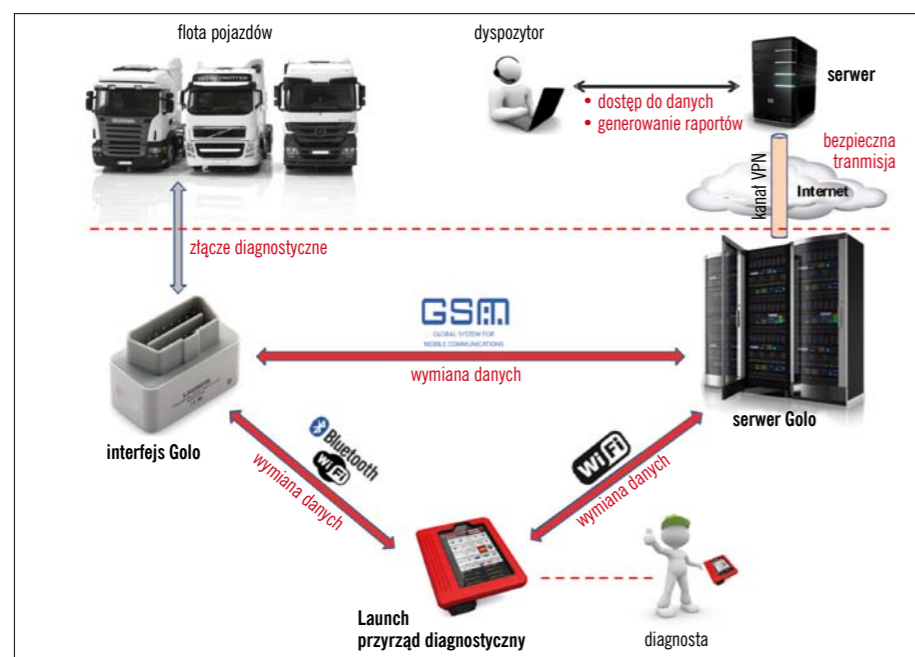 flota pojazdów
dyspozytor
serwer
• dostęp do danych
• generowanie raportów
bezpieczna
tranmisja
kanał VPN
Internet
złącze diagnostyczne
GSM
GLOBAL SYSTEM FOR
MOBILE COMMUNICATIONS
wymiana danych
LAUNCH
interfejs Golo
serwer Golo
Bluetooth
WiFi
wymiana danych
WiFi
wymiana danych
Launch
przyrząd diagnostyczny
diagnosta